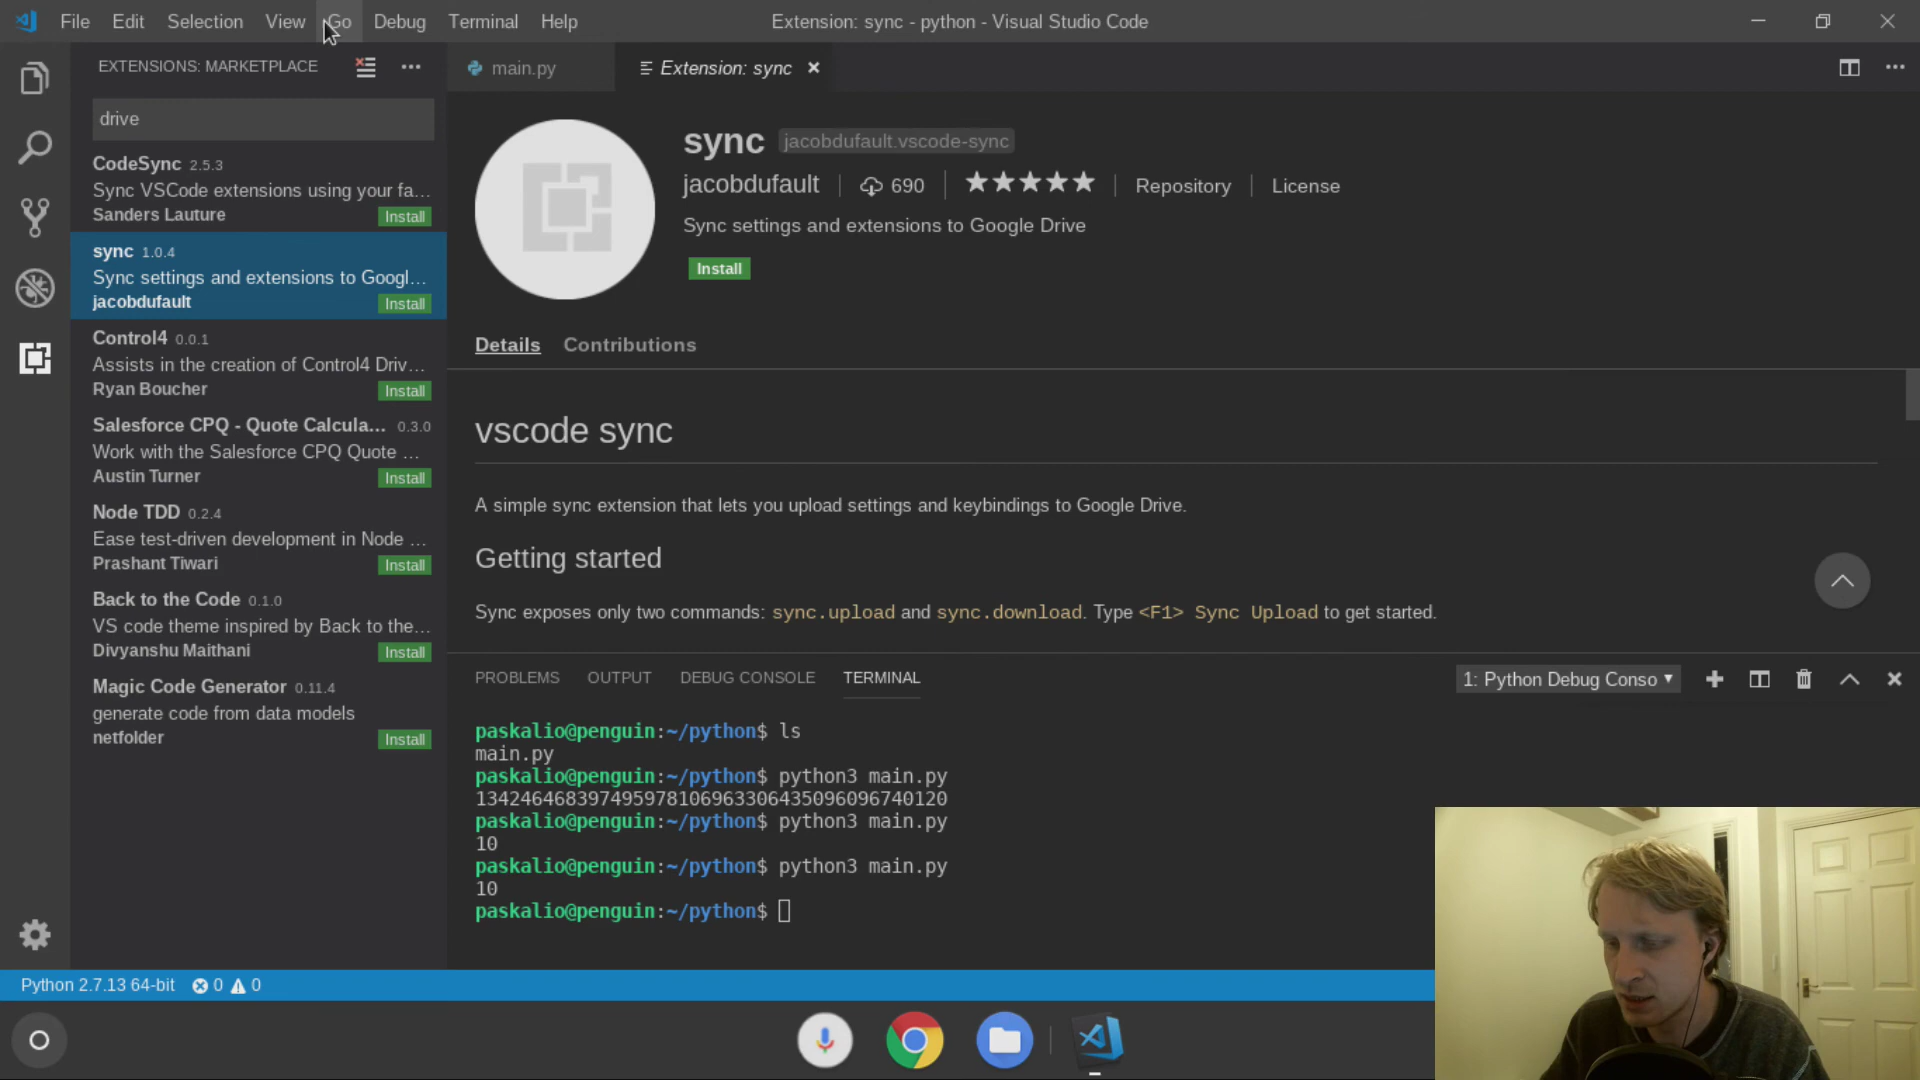 File Edit Selection View Go Debug Terminal Help
Extension: sync - python - Visual Studio Code
EXTENSIONS: MARKETPLACE
main.py
Extension: sync
drive
CodeSync 2.5.3
Sync VSCode extensions using your fa...
Sanders Lauture Install
sync 1.0.4
Sync settings and extensions to Googl...
jacobdufault Install
Control4 0.0.1
Assists in the creation of Control4 Driv...
Ryan Boucher Install
Salesforce CPQ - Quote Calcula... 0.3.0
Work with the Salesforce CPQ Quote ...
Austin Turner Install
Node TDD 0.2.4
Ease test-driven development in Node ...
Prashant Tiwari Install
Back to the Code 0.1.0
VS code theme inspired by Back to the...
Divyanshu Maithani Install
Magic Code Generator 0.11.4
generate code from data models
netfolder Install
sync jacobdufault.vscode-sync
jacobdufault | 690 | ★★★★★ | Repository | License
Sync settings and extensions to Google Drive
Install
Details Contributions
vscode sync
A simple sync extension that lets you upload settings and keybindings to Google Drive.
Getting started
Sync exposes only two commands: sync.upload and sync.download. Type <F1> Sync Upload to get started.
PROBLEMS OUTPUT DEBUG CONSOLE TERMINAL
1: Python Debug Conso
paskalio@penguin:~/python$ ls
main.py
paskalio@penguin:~/python$ python3 main.py
134246468397495978106963306435096096740120
paskalio@penguin:~/python$ python3 main.py
10
paskalio@penguin:~/python$ python3 main.py
10
paskalio@penguin:~/python$
Python 2.7.13 64-bit 0 0